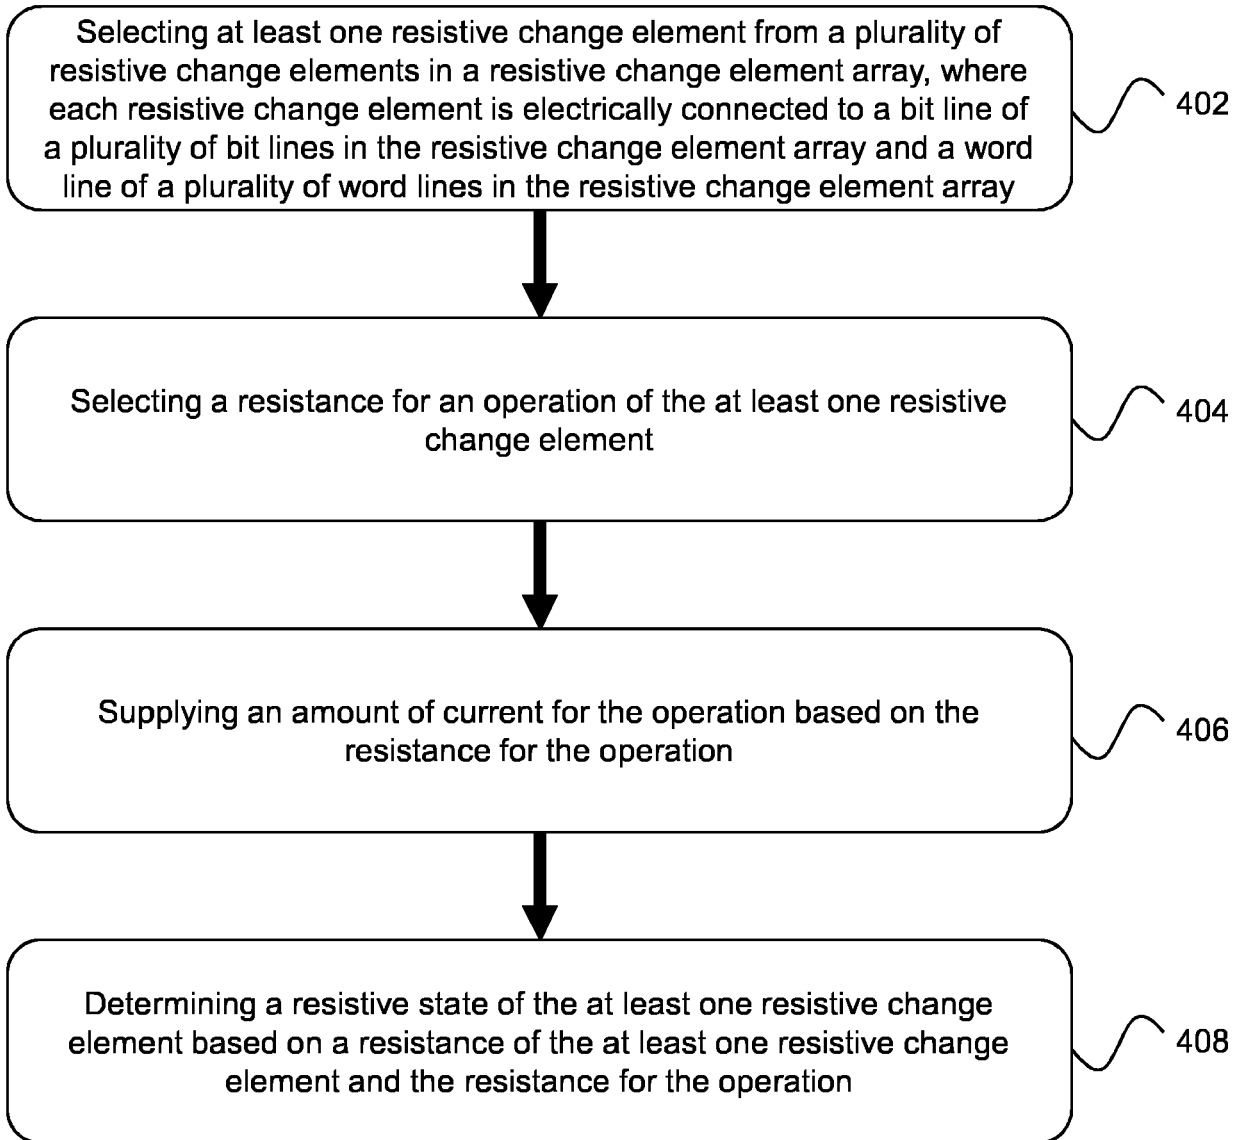 Selecting at least one resistive change element from a plurality of
resistive change elements in a resistive change element array, where
each resistive change element is electrically connected to a bit line of
a plurality of bit lines in the resistive change element array and a word
line of a plurality of word lines in the resistive change element array
402
Selecting a resistance for an operation of the at least one resistive
change element
404
Supplying an amount of current for the operation based on the
resistance for the operation
406
Determining a resistive state of the at least one resistive change
element based on a resistance of the at least one resistive change
element and the resistance for the operation
408